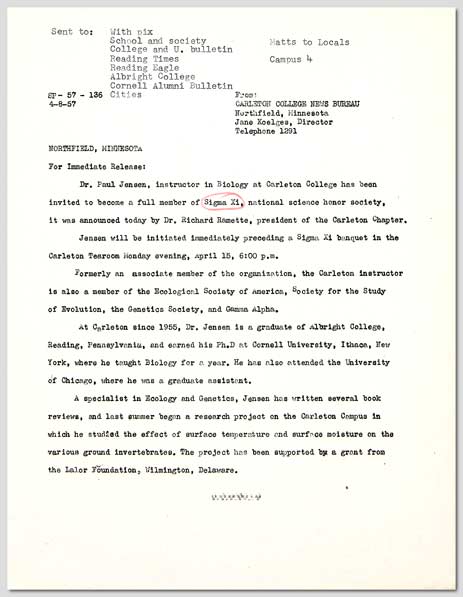 Sent to: With pix
School and society
College and U. bulletin
Reading Times
Reading Eagle
Albright College
Cornell Alumni Bulletin
Cities
Matts to Locals
Campus 4
SP - 57 - 136
4-8-57
From:
CARLETON COLLEGE NEWS BUREAU
Northfield, Minnesota
Jane Koelges, Director
Telephone 1291
NORTHFIELD, MINNESOTA
For Immediate Release:
Dr. Paul Jensen, instructor in Biology at Carleton College has been
invited to become a full member of Sigma Xi, national science honor society,
it was announced today by Dr. Richard Ramette, president of the Carleton Chapter.
Jensen will be initiated immediately preceding a Sigma Xi banquet in the
Carleton Tearoom Monday evening, April 15, 6:00 p.m.
Formerly an associate member of the organization, the Carleton instructor
is also a member of the Ecological Society of America, Society for the Study
of Evolution, the Genetics Society, and Gamma Alpha.
At Carleton since 1955, Dr. Jensen is a graduate of Albright College,
Reading, Pennsylvania, and earned his Ph.D at Cornell University, Ithaca, New
York, where he taught Biology for a year. He has also attended the University
of Chicago, where he was a graduate assistant.
A specialist in Ecology and Genetics, Jensen has written several book
reviews, and last summer began a research project on the Carleton Campus in
which he studied the effect of surface temperature and surface moisture on the
various ground invertebrates. The project has been supported by a grant from
the Lalor Foundation, Wilmington, Delaware.